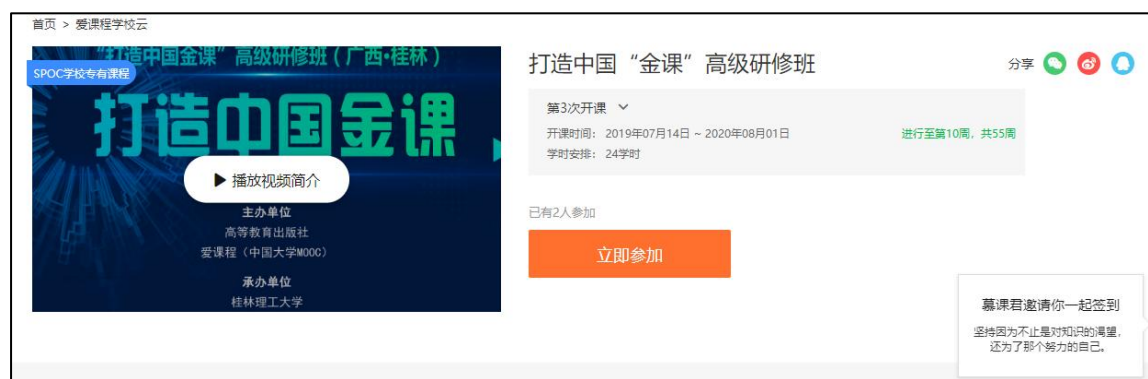 首页 > 爱课程学校云
“打造中国金课”高级研修班（广西·桂林）
SPOC学校专有课程
打造中国金课
播放视频简介
主办单位
高等教育出版社
爱课程（中国大学MOOC）
承办单位
桂林理工大学
打造中国“金课”高级研修班
分享
第3次开课
开课时间： 2019年07月14日 ~ 2020年08月01日
进行至第10周，共55周
学时安排： 24学时
已有2人参加
立即参加
慕课君邀请你一起签到
坚持因为不止是对知识的渴望，
还为了那个努力的自己。